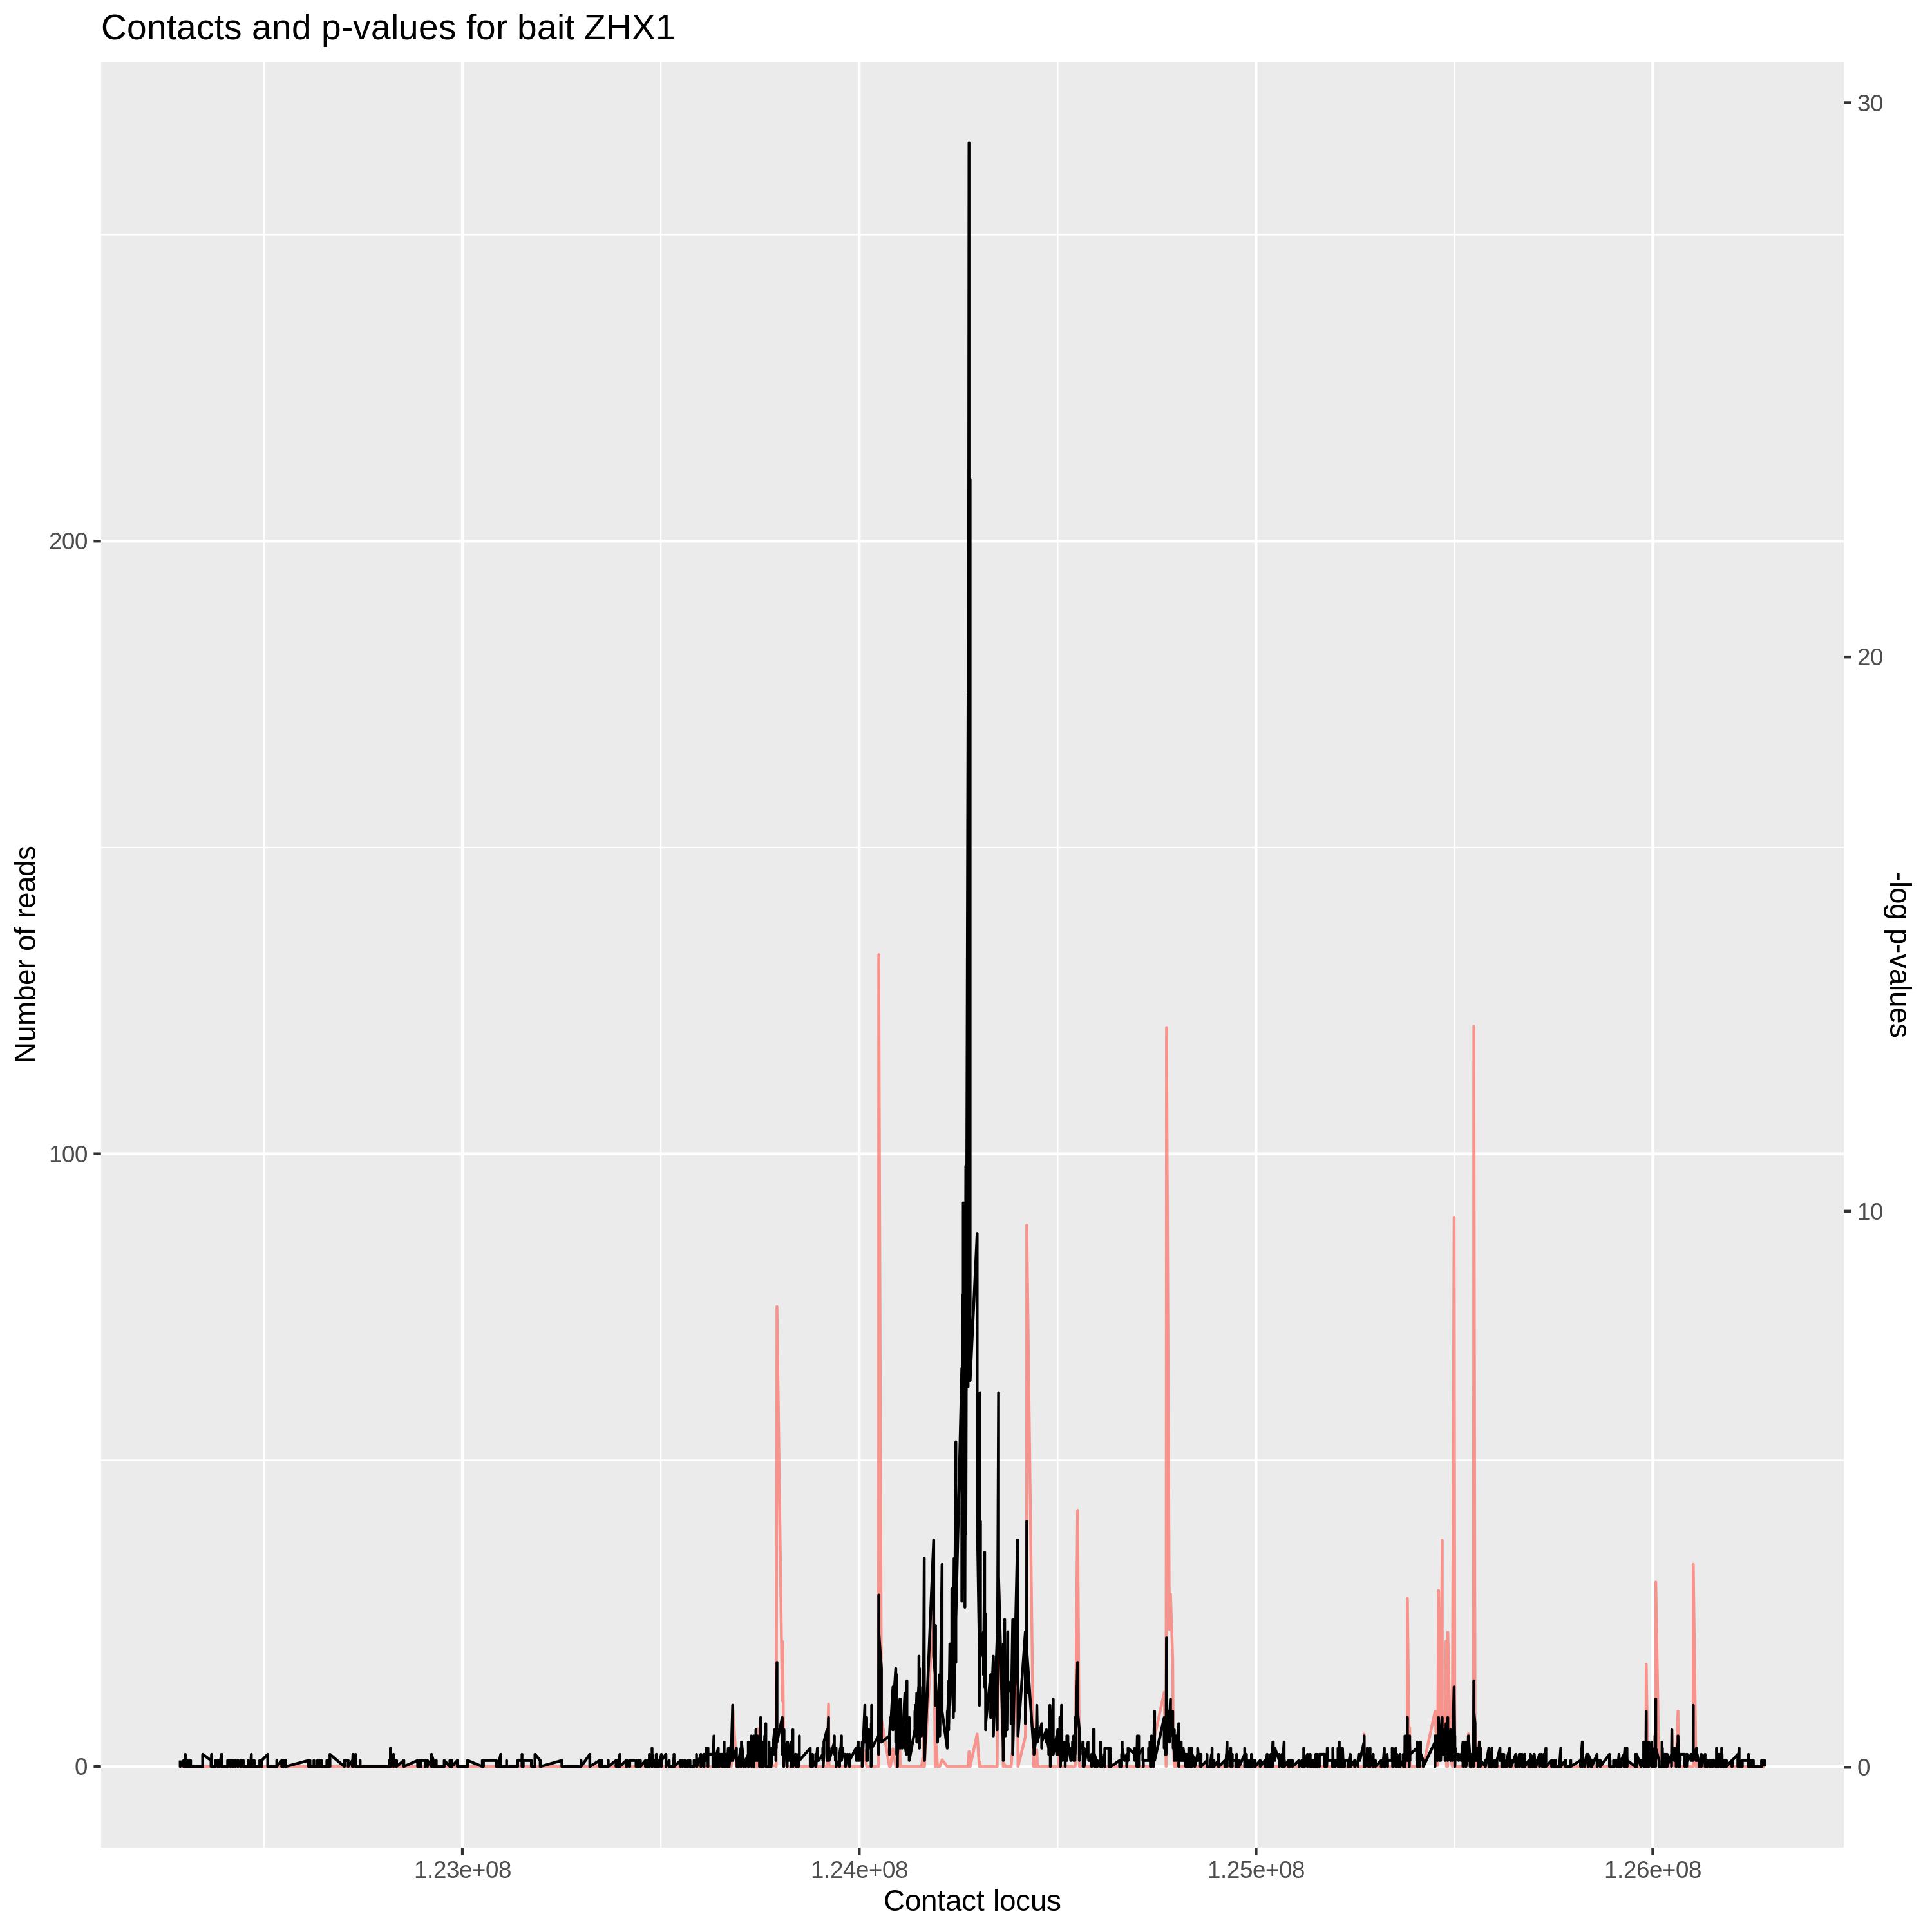 Contacts and p-values for bait ZHX1
30
200
20
Number of reads
-log p-values
100
10
0
0
1.23e+08
1.24e+08
1.25e+08
1.26e+08
Contact locus